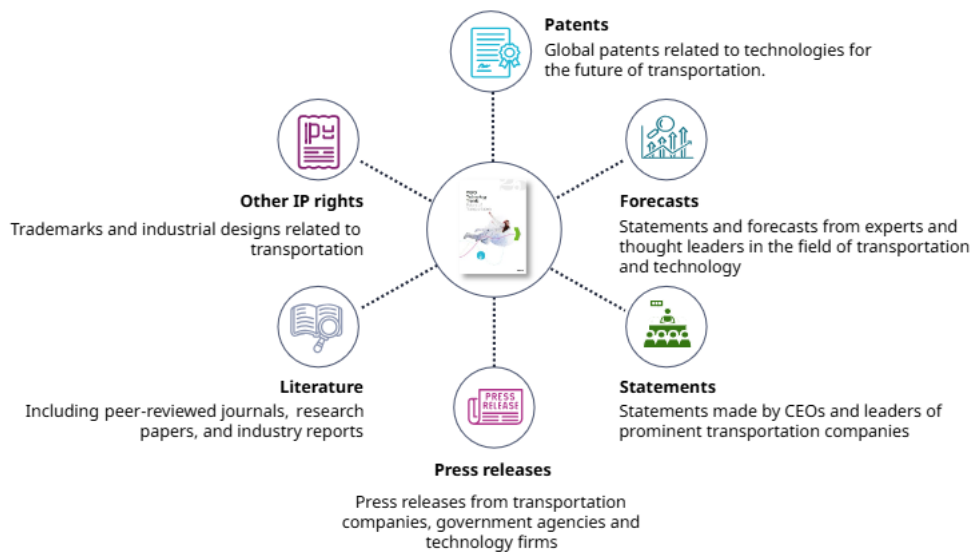 Patents
Global patents related to technologies for
the future of transportation.
Forecasts
Statements and forecasts from experts and
thought leaders in the field of transportation
and technology
Statements
Statements made by CEOs and leaders of
prominent transportation companies
PRESS
RELEASE
Press releases
Press releases from transportation
companies, government agencies and
technology firms
Literature
Including peer-reviewed journals, research
papers, and industry reports
Other IP rights
Trademarks and industrial designs related to
transportation